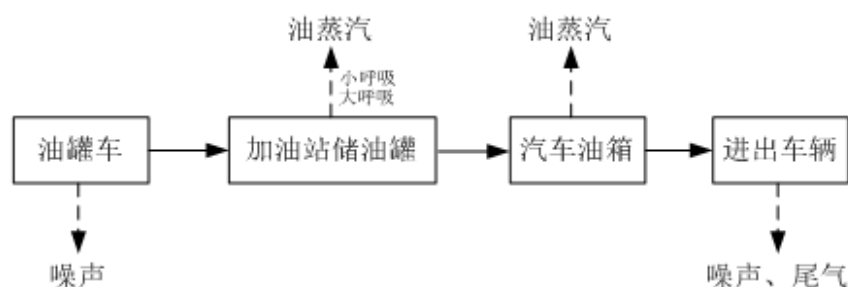 油蒸汽
油蒸汽
小呼吸
大呼吸
油罐车
加油站储油罐
汽车油箱
进出车辆
噪声
噪声、尾气